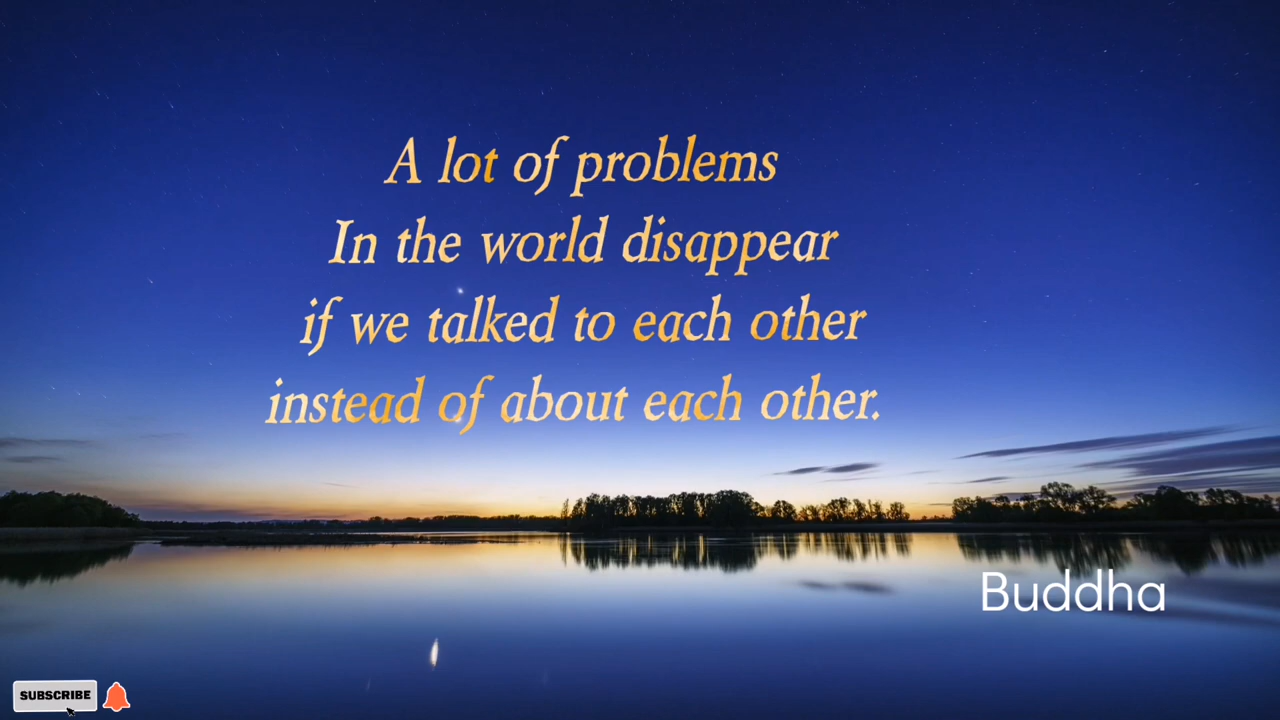 A lot of problems
In the world disappear
if we talked to each other
instead of about each other.
Buddha
SUBSCRIBE